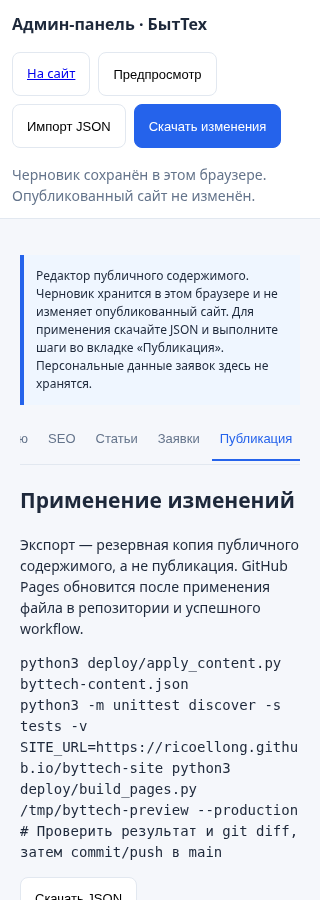 Админ-панель · БытТех
На сайт
Предпросмотр
Импорт JSON
Скачать изменения
Черновик сохранён в этом браузере.
Опубликованный сайт не изменён.
Редактор публичного содержимого.
Черновик хранится в этом браузере и не
изменяет опубликованный сайт. Для
применения скачайте JSON и выполните
шаги во вкладке «Публикация».
Персональные данные заявок здесь не
хранятся.
ю SEO Статьи Заявки Публикация
Применение изменений
Экспорт — резервная копия публичного
содержимого, а не публикация. GitHub
Pages обновится после применения
файла в репозитории и успешного
workflow.
python3 deploy/apply_content.py
byttech-content.json
python3 -m unittest discover -s
tests -v
SITE_URL=https://ricoellong.githu
b.io/byttech-site python3
deploy/build_pages.py
/tmp/byttech-preview --production
# Проверить результат и git diff,
затем commit/push в main
Скачать JSON